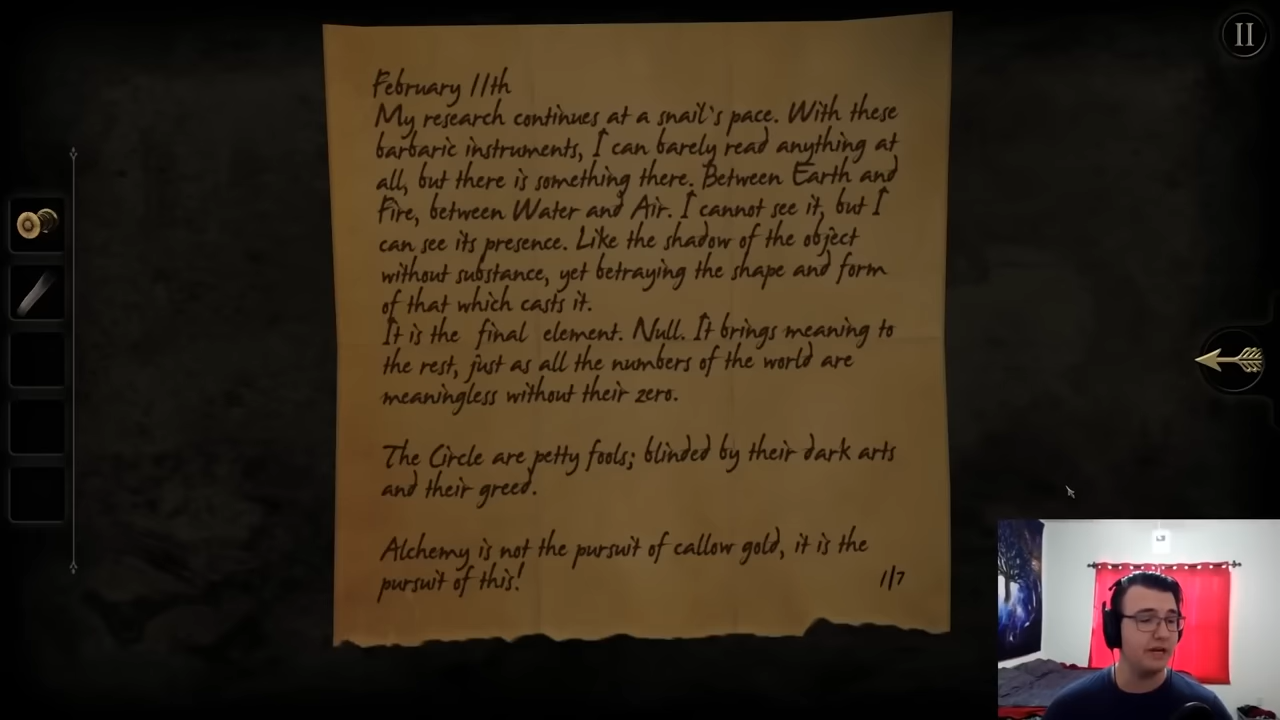 February 11th
My research continues at a snail's pace. With these
barbaric instruments, I can barely read anything at
all, but there is something there. Between Earth and
Fire, between Water and Air. I cannot see it, but I
can see its presence. Like the shadow of the object
without substance, yet betraying the shape and form
of that which casts it.
It is the final element. Null. It brings meaning to
the rest, just as all the numbers of the world are
meaningless without their zero.
The Circle are petty fools; blinded by their dark arts
and their greed.
Alchemy is not the pursuit of callow gold, it is the
pursuit of this!
1/7